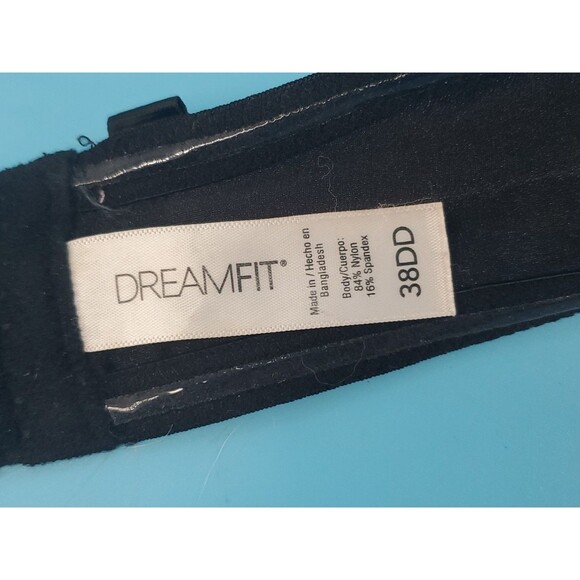 DREAMFIT®
Made in / Hecho en
Bangladesh
Body/Cuerpo:
84% Nylon
16% Spandex
38DD